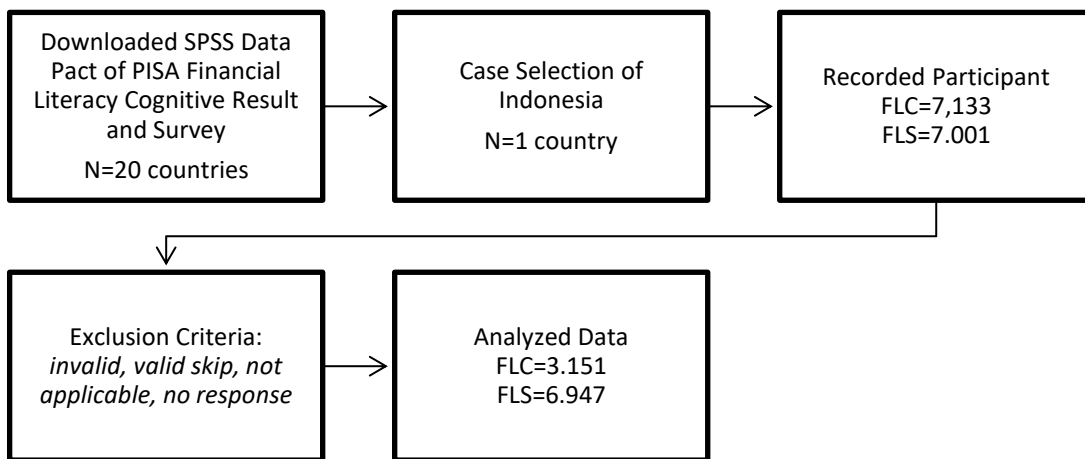 Downloaded SPSS Data
Pact of PISA Financial
Literacy Cognitive Result
and Survey
N=20 countries
Case Selection of
Indonesia
N=1 country
Recorded Participant
FLC=7,133
FLS=7.001
Exclusion Criteria:
invalid, valid skip, not
applicable, no response
Analyzed Data
FLC=3.151
FLS=6.947